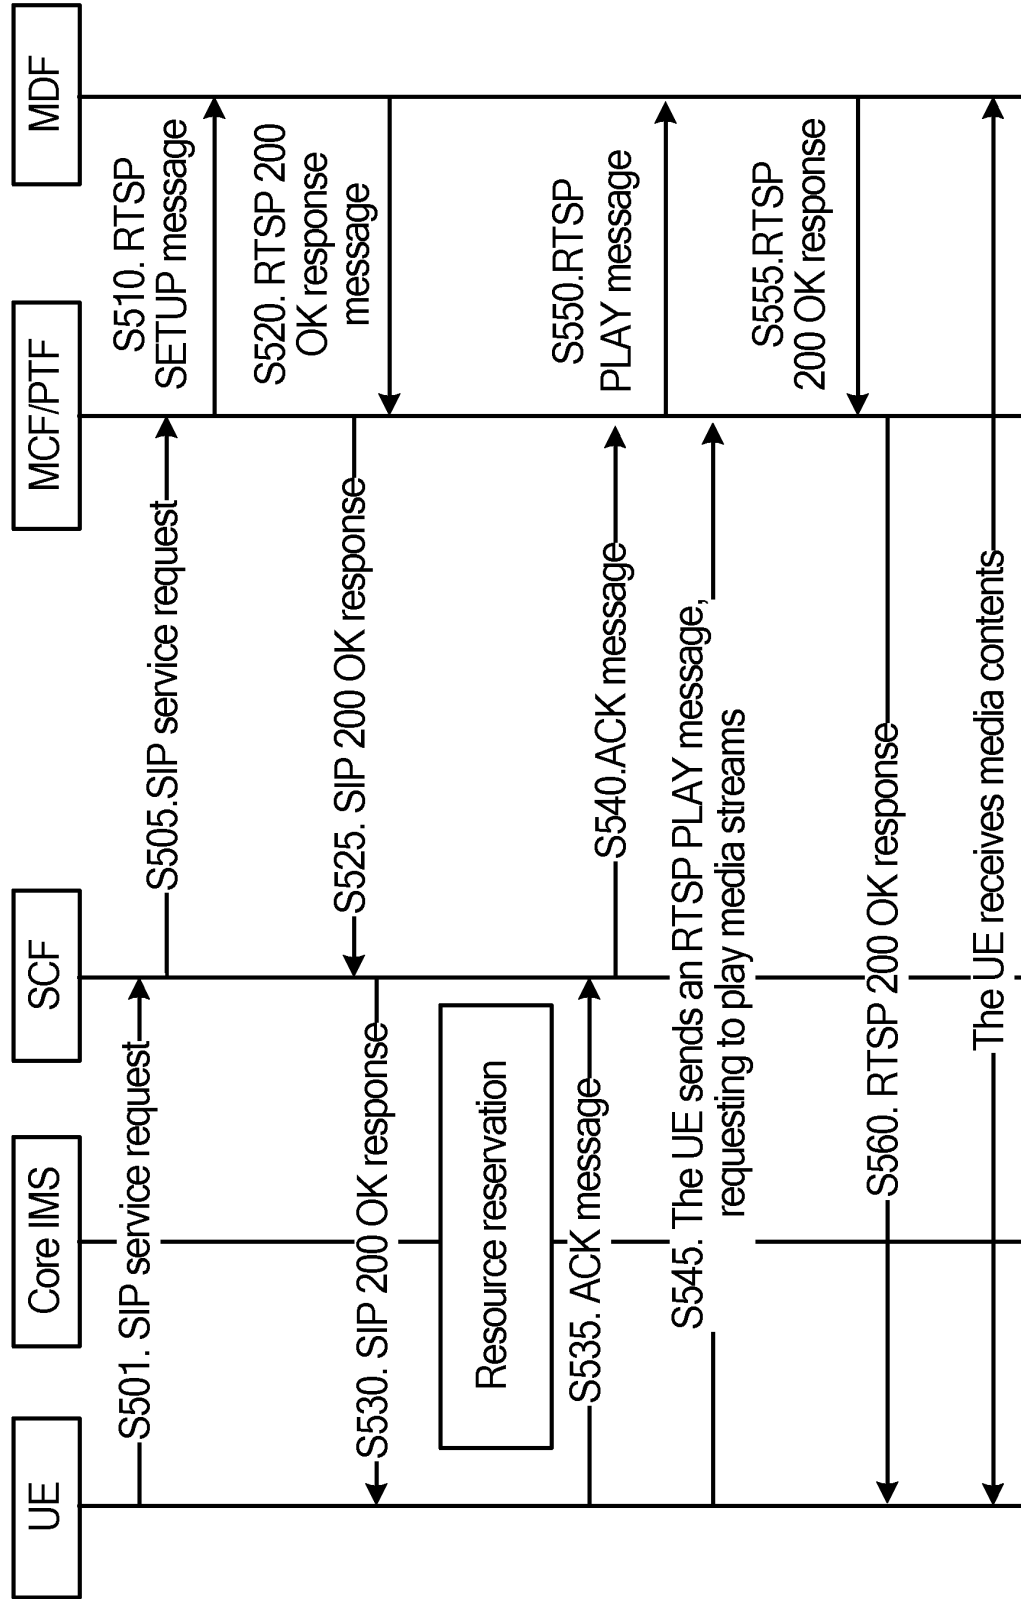 UE
Core IMS
SCF
MCF/PTF
MDF
S501. SIP service request
S505.SIP service request
S510. RTSP
SETUP message
S520. RTSP 200
OK response
message
S525. SIP 200 OK response
S530. SIP 200 OK response
Resource reservation
S535. ACK message
S540.ACK message
S545. The UE sends an RTSP PLAY message,
requesting to play media streams
S550.RTSP
PLAY message
S555.RTSP
200 OK response
S560. RTSP 200 OK response
The UE receives media contents